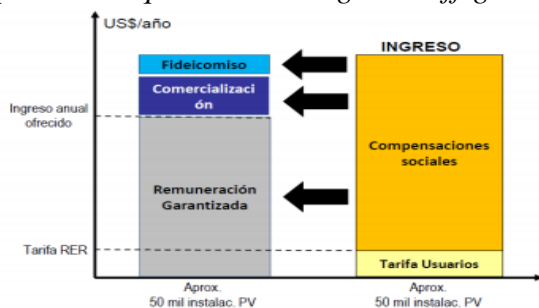 US$/año
INGRESO
Fideicomiso
Comercializaci
ón
Ingreso anual
ofrecido
Compensaciones
sociales
Remuneración
Garantizada
Tarifa RER
Tarifa Usuarios
Aprox.
50 mil instalac. PV
Aprox.
50 mil instalac. PV